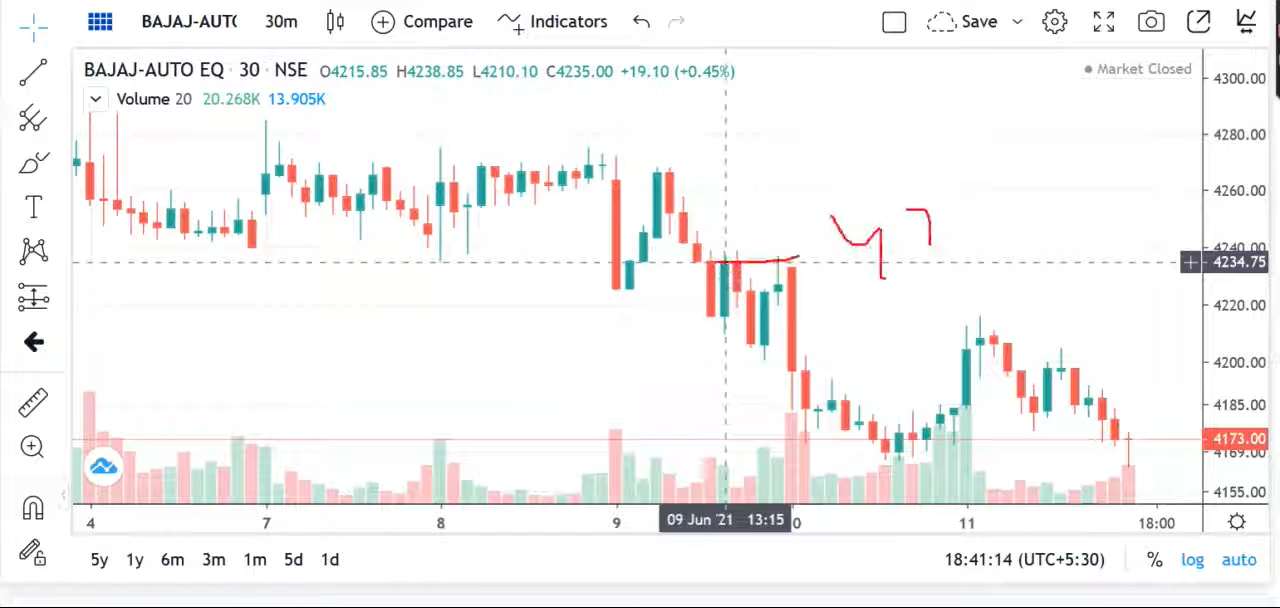 BAJAJ-AUTO 30m Compare Indicators Save
BAJAJ-AUTO EQ · 30 · NSE O4215.85 H4238.85 L4210.10 C4235.00 +19.10 (+0.45%)
Market Closed
Volume 20 20.268K 13.905K
4300.00
4280.00
4260.00
4240.00
4234.75
4220.00
4200.00
4185.00
4173.00
4169.00
4155.00
4 7 8 9 09 Jun '21 13:15 0 11 18:00
5y 1y 6m 3m 1m 5d 1d 18:41:14 (UTC+5:30) % log auto